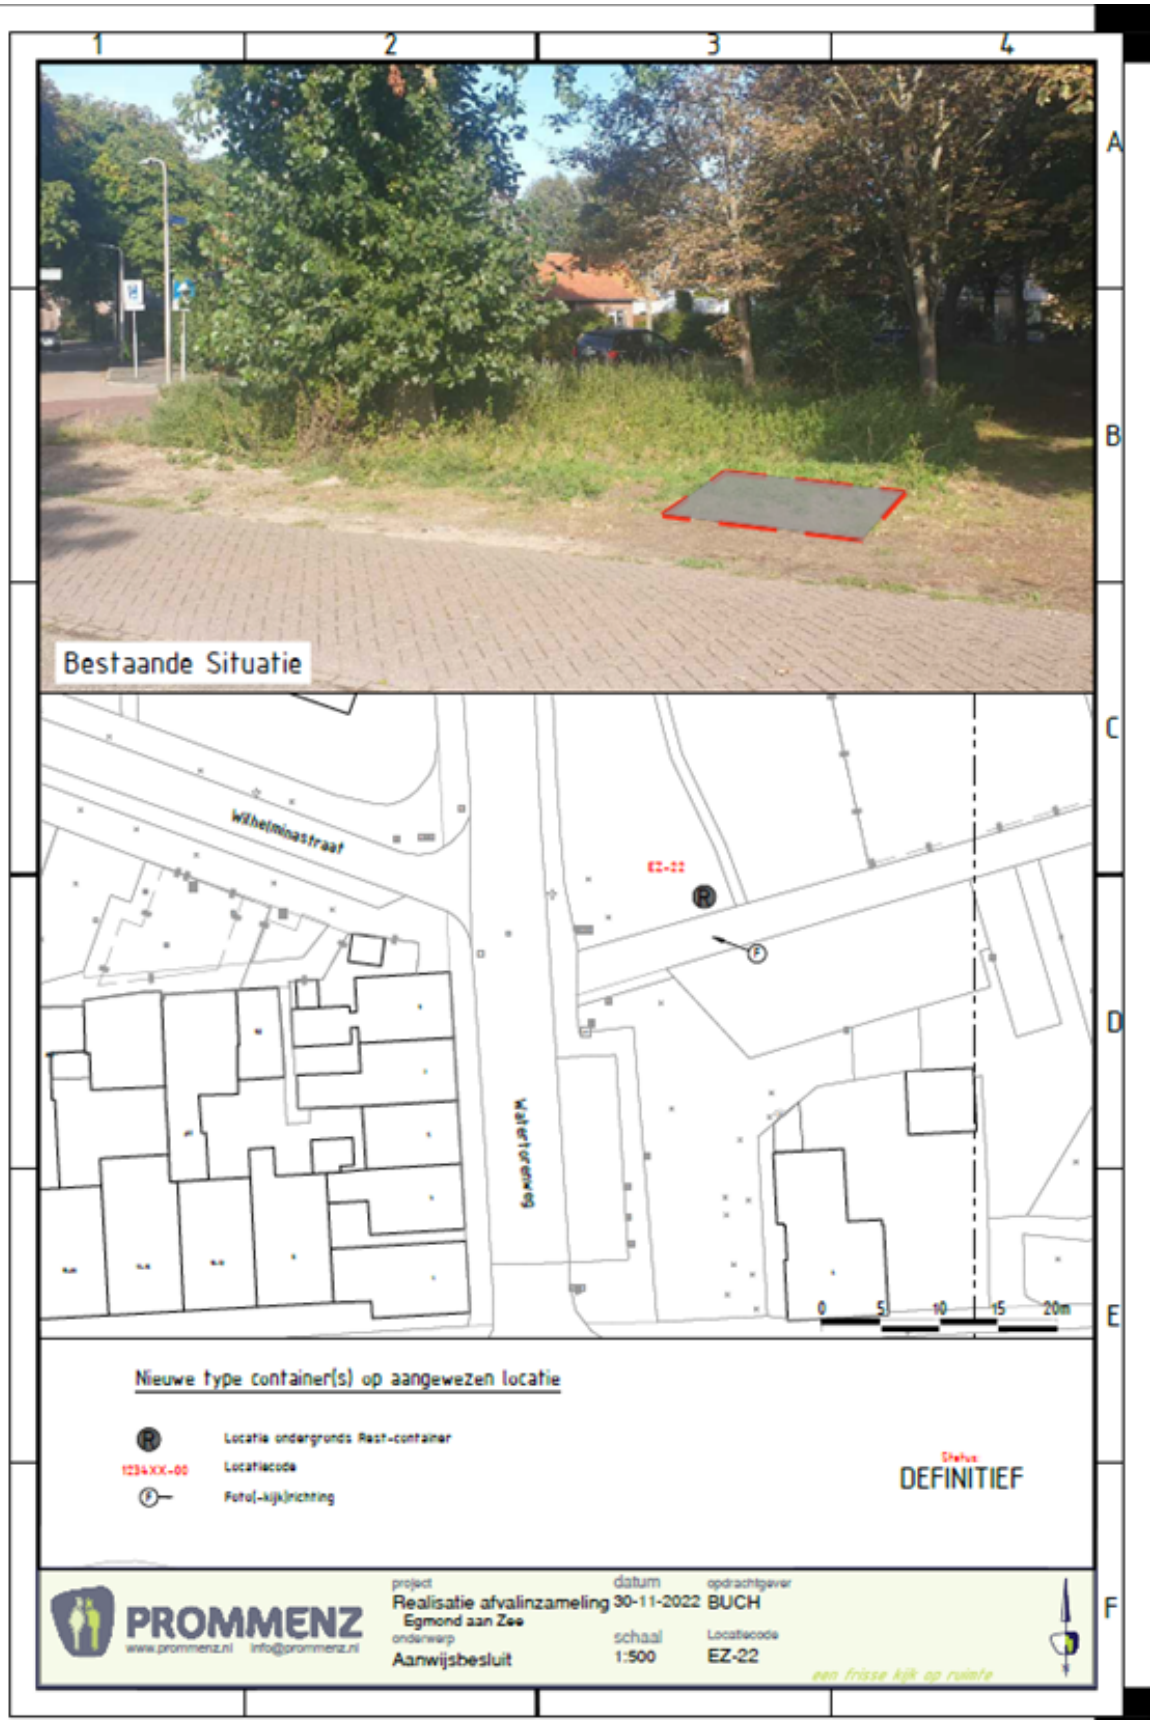 1 2 3 4
A
B
Bestaande Situatie
C
Wilhelminastraat
EZ-22
R
F
D
Watertorenweg
0 5 10 15 20m
E
Nieuwe type container(s) op aangewezen locatie
R Locatie ondergronds Rest-container
1234XX-00 Locatiecode
F Foto(-kijk)richting
Status:
DEFINITIEF
F
PROMMENZ
www.prommenz.nl info@prommenz.nl
project
Realisatie afvalinzameling
Egmond aan Zee
onderwerp
Aanwijsbesluit
datum
30-11-2022
schaal
1:500
opdrachtgever
BUCH
Locatiecode
EZ-22
een frisse kijk op ruimte